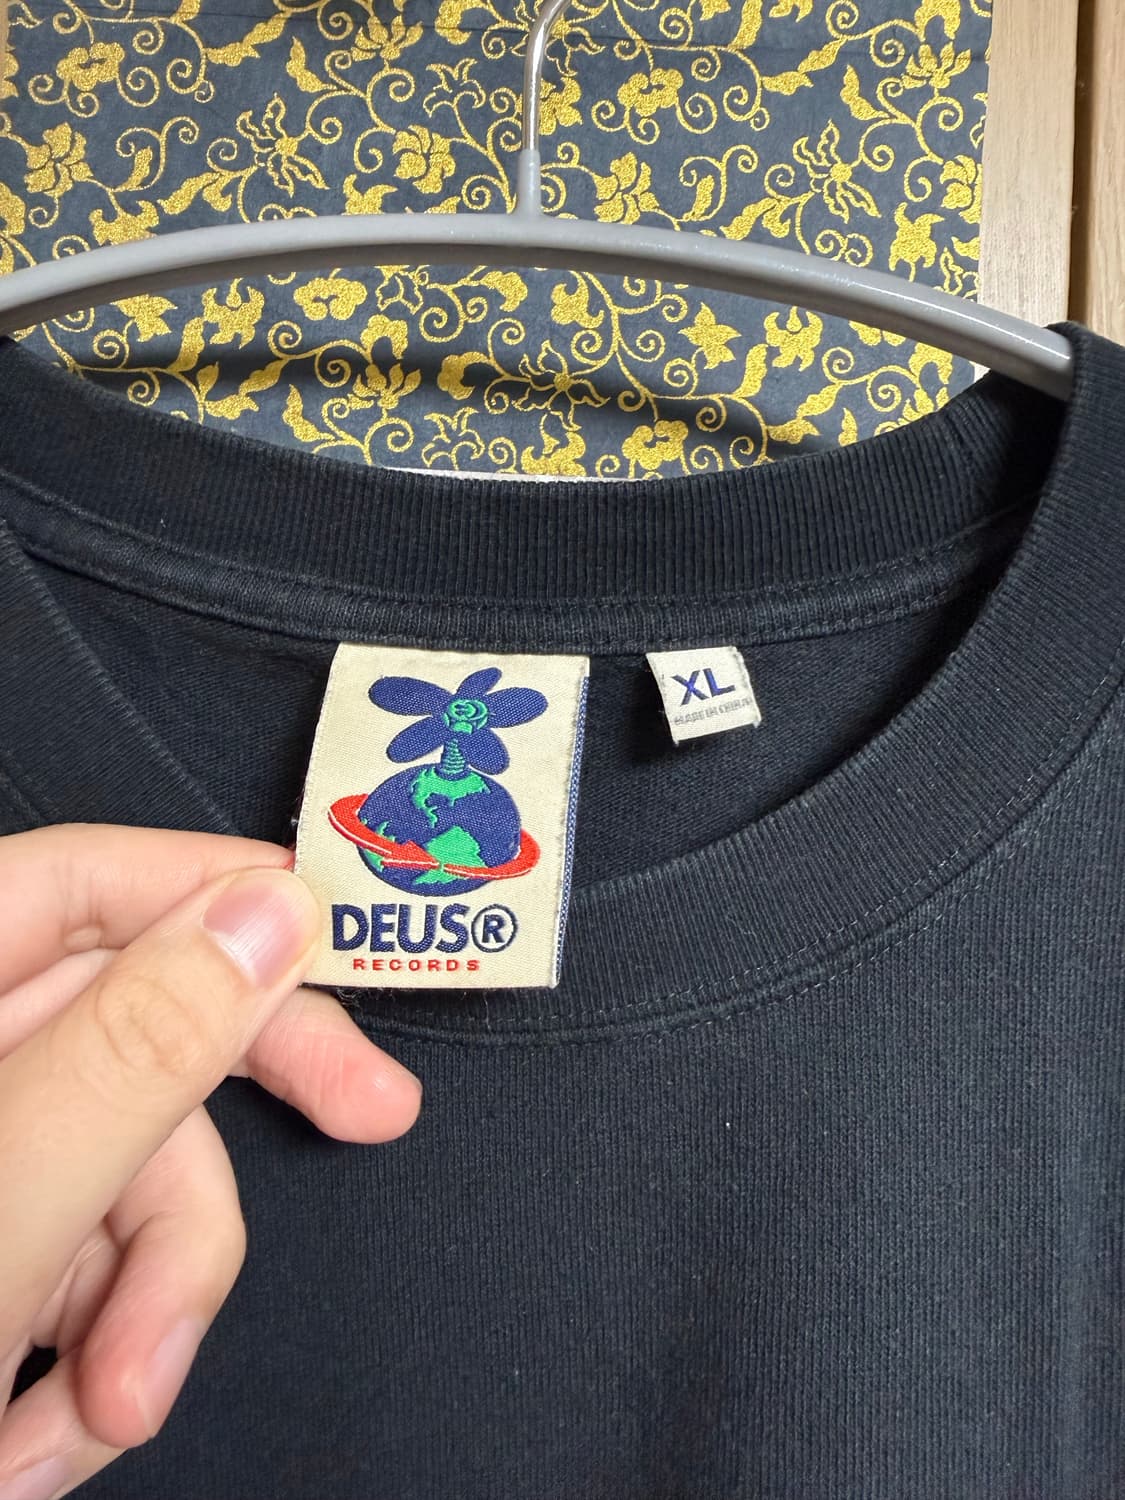 DEUS®
RECORDS
XL
MADE IN CHINA